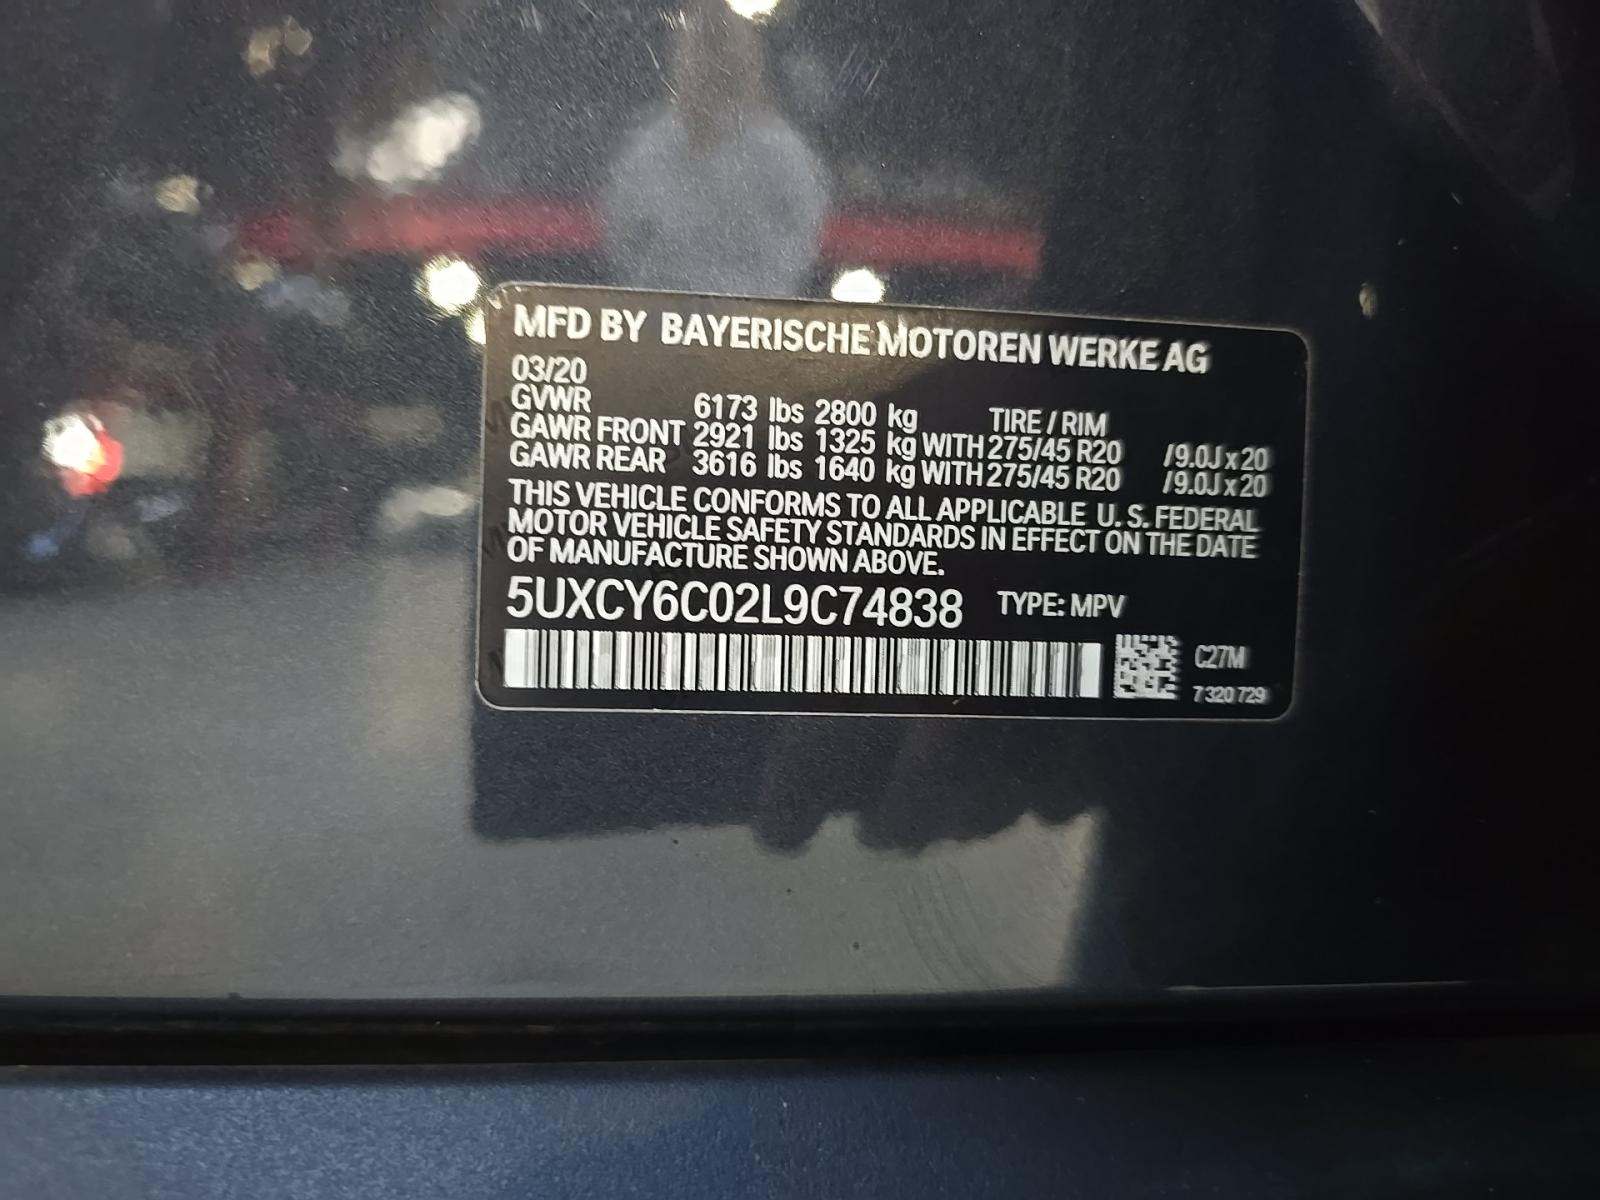 MFD BY BAYERISCHE MOTOREN WERKE AG
03/20
GVWR 6173 lbs 2800 kg TIRE / RIM
GAWR FRONT 2921 lbs 1325 kg WITH 275/45 R20 /9.0J x 20
GAWR REAR 3616 lbs 1640 kg WITH 275/45 R20 /9.0J x 20
THIS VEHICLE CONFORMS TO ALL APPLICABLE U. S. FEDERAL
MOTOR VEHICLE SAFETY STANDARDS IN EFFECT ON THE DATE
OF MANUFACTURE SHOWN ABOVE.
5UXCY6C02L9C74838 TYPE: MPV
C27M
7 320 729